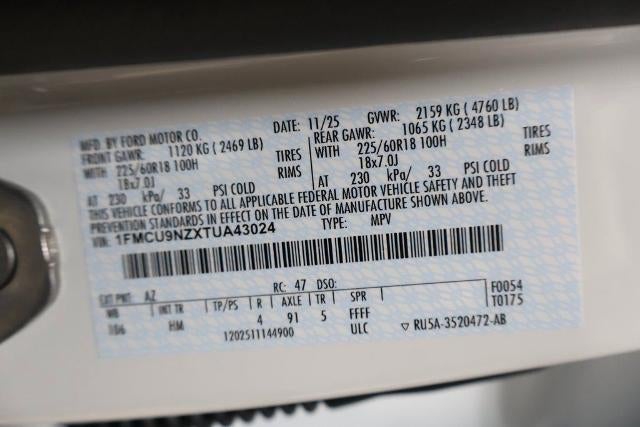 MFD. BY FORD MOTOR CO. DATE: 11/25 GVWR: 2159 KG ( 4760 LB)
FRONT GAWR: 1120 KG ( 2469 LB) REAR GAWR: 1065 KG ( 2348 LB)
WITH 225/60R18 100H TIRES WITH 225/60R18 100H TIRES
18x7.0J RIMS 18x7.0J RIMS
AT 230 kPa/ 33 PSI COLD AT 230 kPa/ 33 PSI COLD
THIS VEHICLE CONFORMS TO ALL APPLICABLE FEDERAL MOTOR VEHICLE SAFETY AND THEFT
PREVENTION STANDARDS IN EFFECT ON THE DATE OF MANUFACTURE SHOWN ABOVE.
VIN: 1FMCU9NZXTUA43024 TYPE: MPV
EXT PNT: AZ RC: 47 DSO: F0054
WB INT TR TP/PS R AXLE TR SPR T0175
106 HM 4 91 5 FFFF
1202511144900 ULC ▽ RU5A-3520472-AB